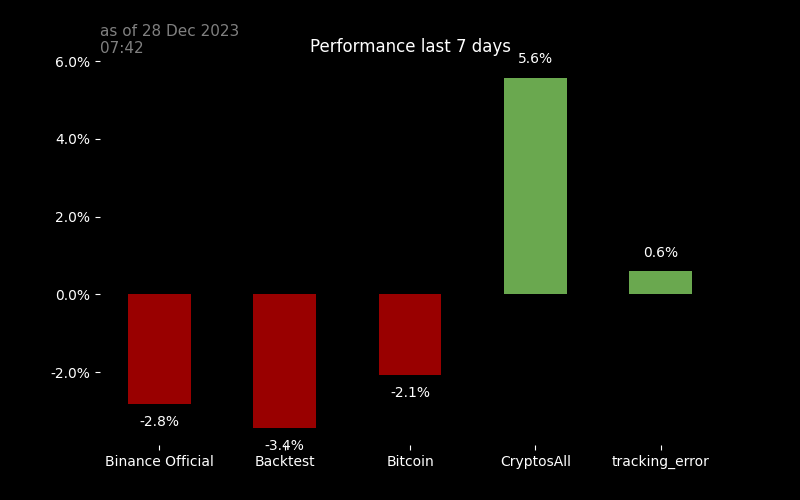 as of 28 Dec 2023
07:42
Performance last 7 days
6.0%
4.0%
2.0%
0.0%
-2.0%
-2.8%
-3.4%
-2.1%
5.6%
0.6%
Binance Official
Backtest
Bitcoin
CryptosAll
tracking_error